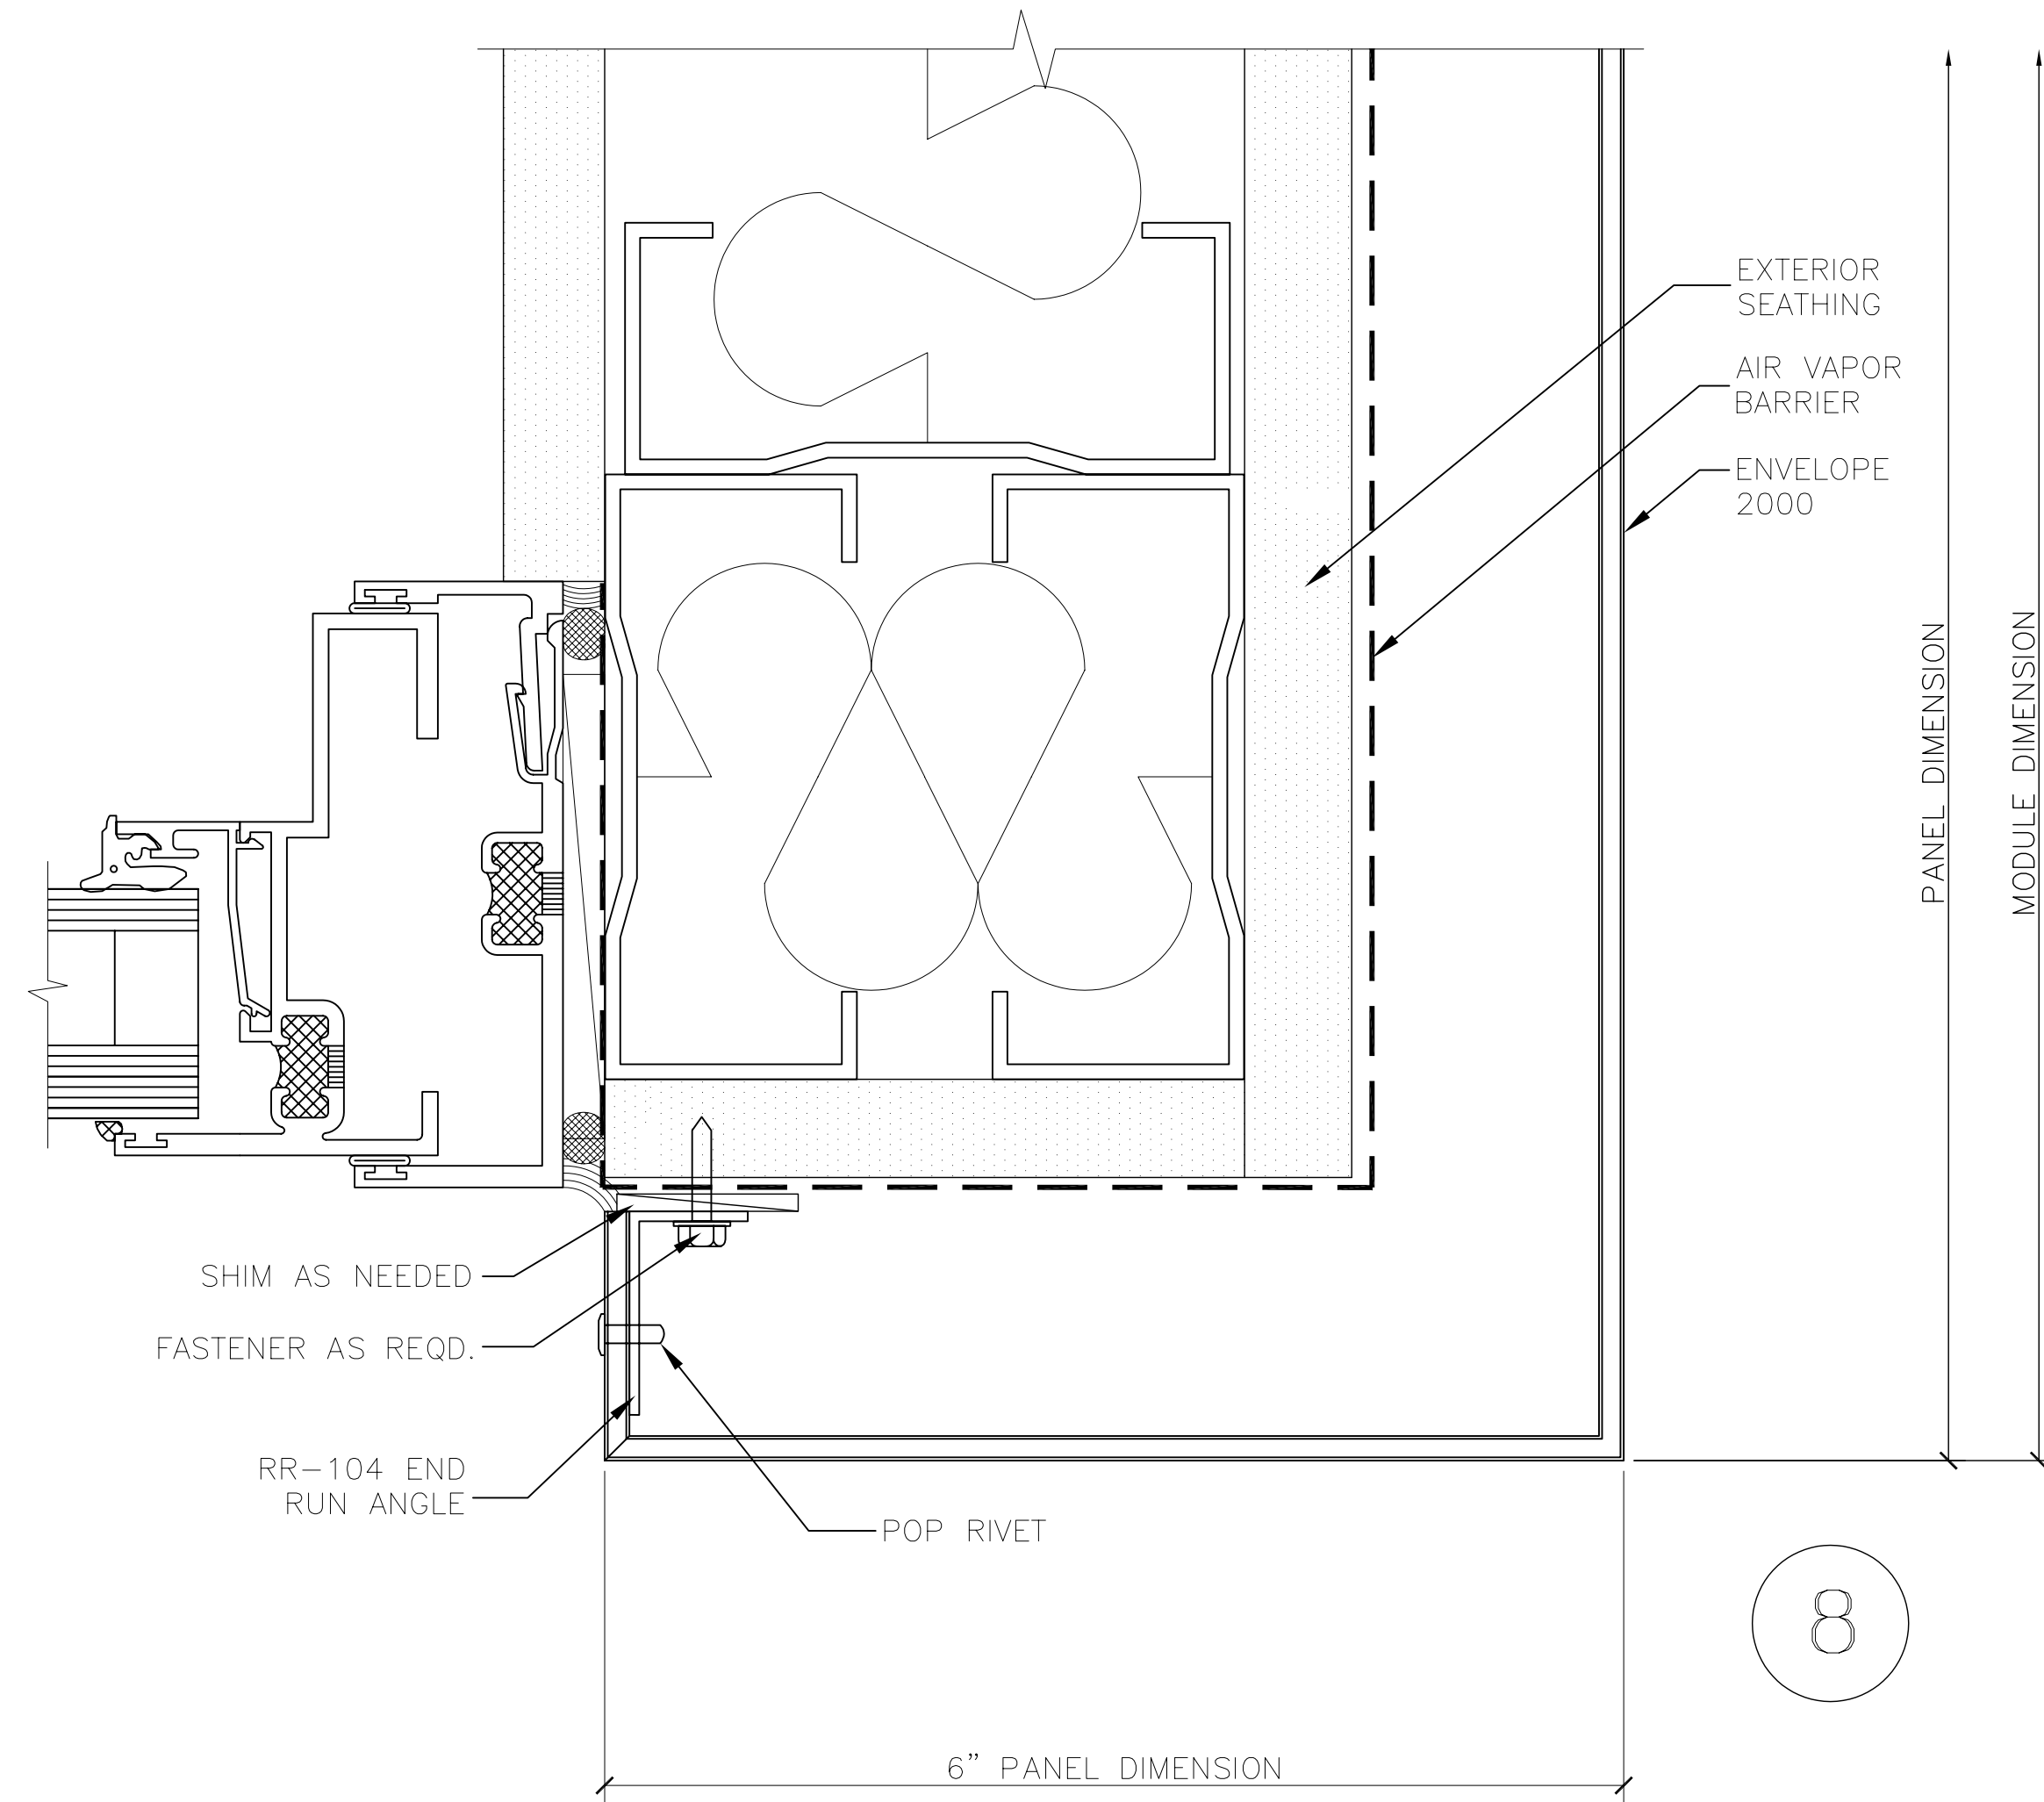 EXTERIOR
SEATHING
AIR VAPOR
BARRIER
ENVELOPE
2000
PANEL DIMENSION
MODULE DIMENSION
SHIM AS NEEDED
FASTENER AS REQD.
RR-104 END
RUN ANGLE
POP RIVET
8
6" PANEL DIMENSION